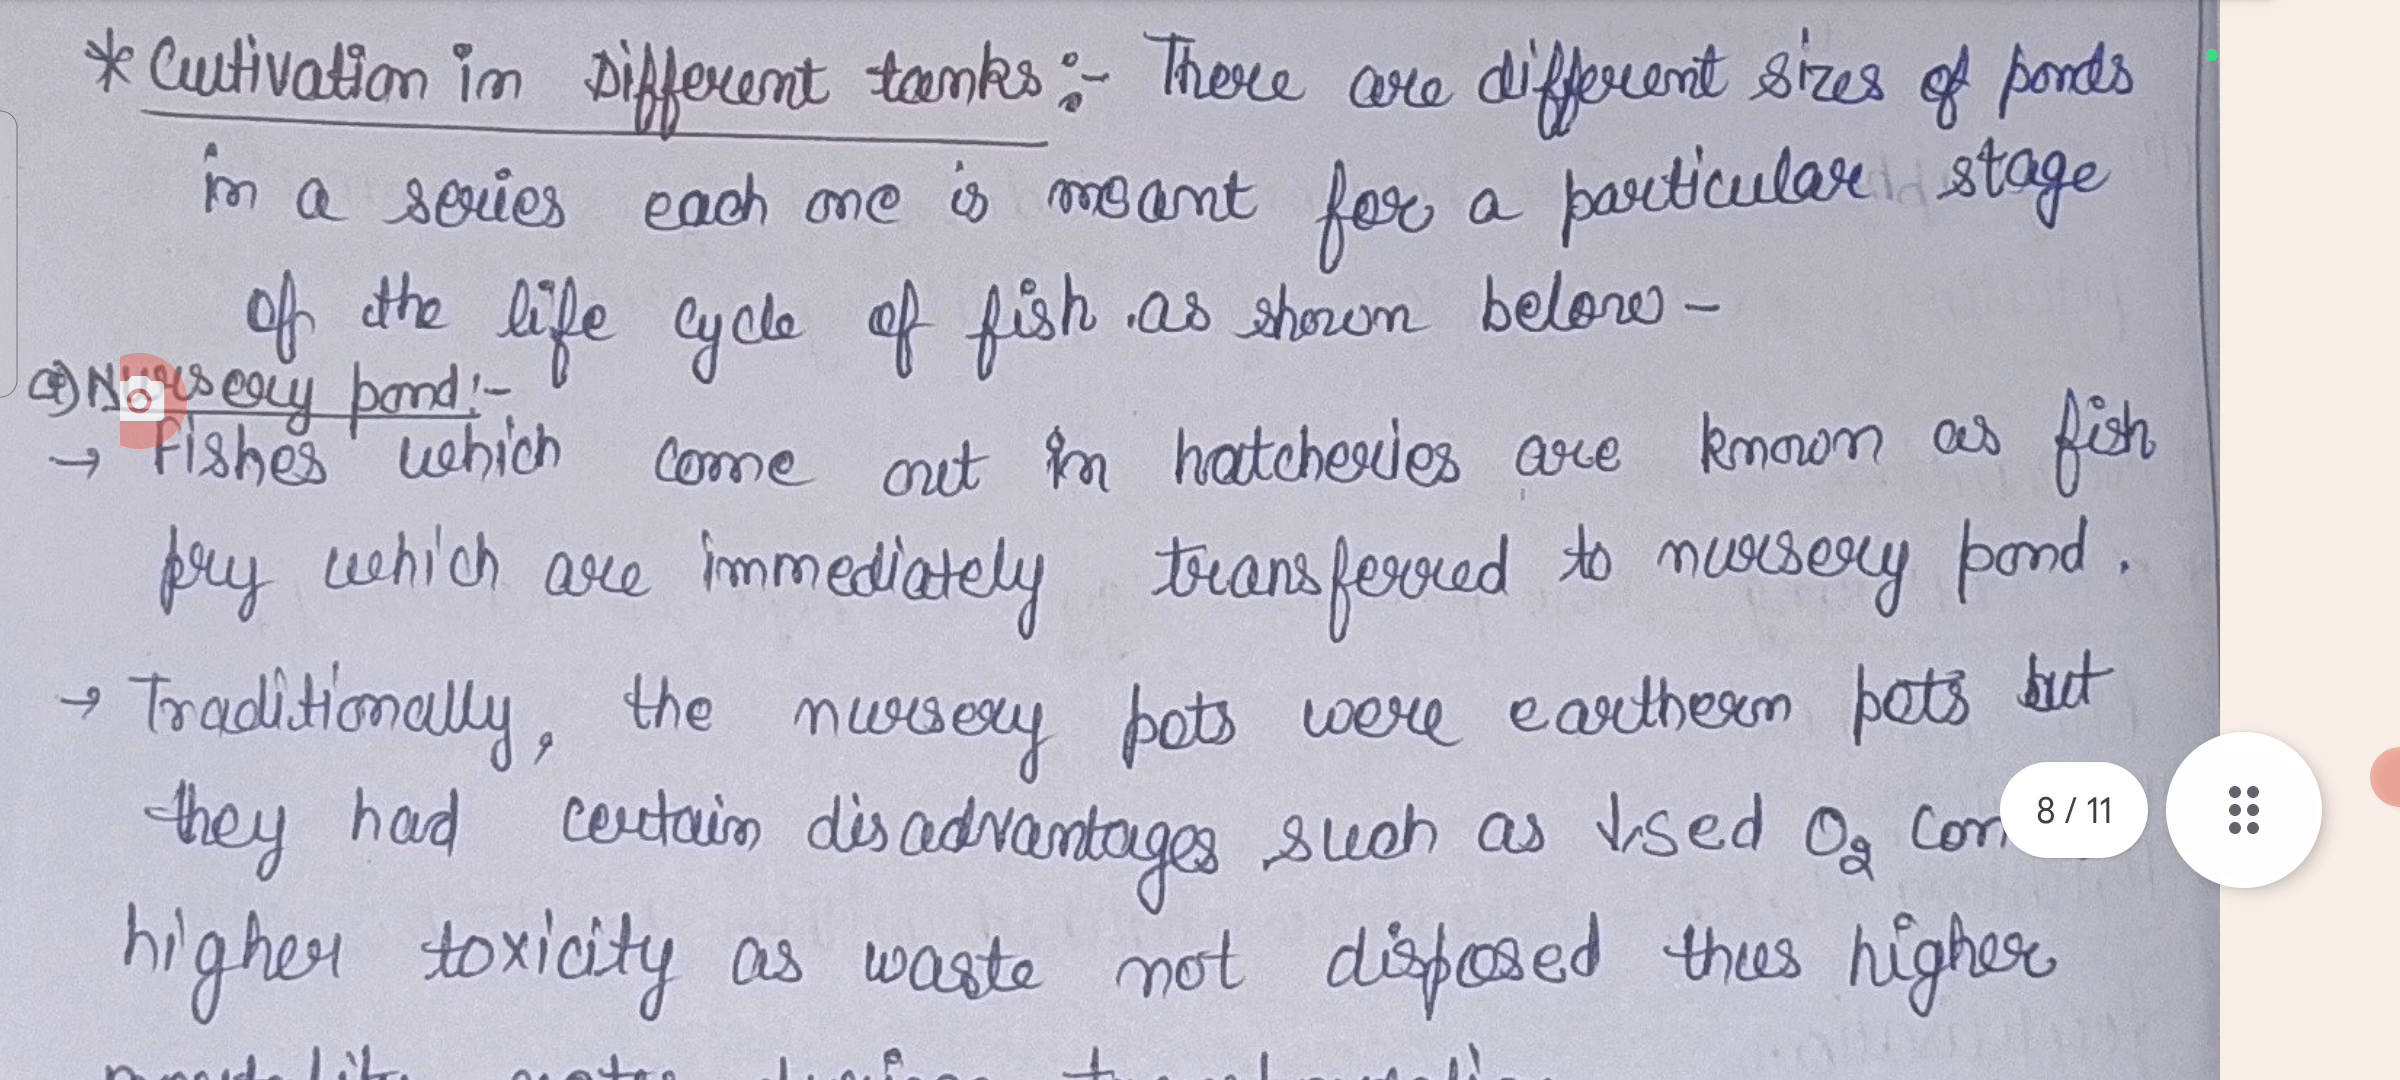 * Cultivation in Different tanks :- There are different sizes of ponds
in a series each one is meant for a particular stage
of the life cycle of fish . as shown below -
a) Nursery pond :-
→ Fishes which come out in hatcheries are known as fish
fry which are immediately transferred to nursery pond .
→ Traditionally , the nursery pots were earthern pots but
they had certain disadvantages such as ↓sed O2
8 / 11
higher toxicity as waste not disposed thus higher